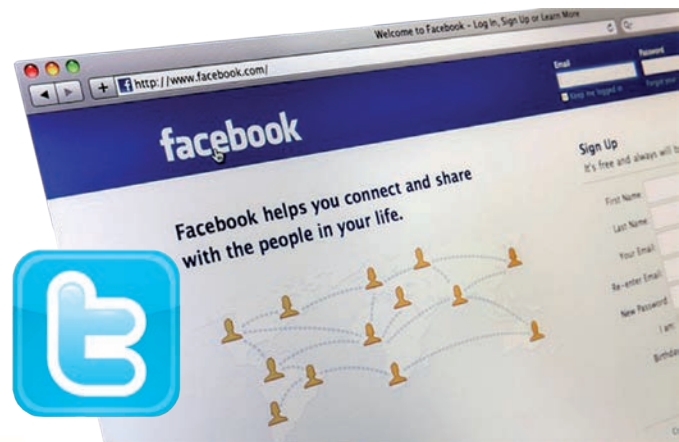 Welcome to Facebook – Log In, Sign Up or Learn More
http://www.facebook.com/
Email
Password
Keep me logged in
Forgot your
facebook
Sign Up
It's free and always will b
Facebook helps you connect and share
with the people in your life.
First Name:
Last Name:
Your Email:
Re-enter Email:
New Password:
I am:
Birthday
t